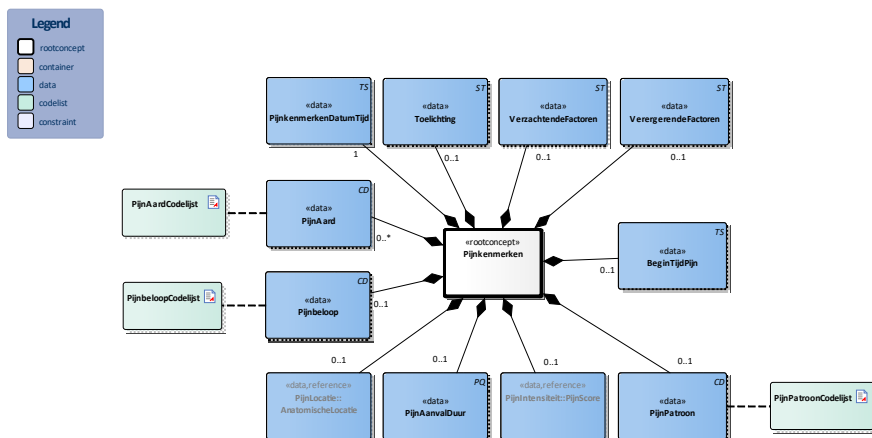 Legend
rootconcept
container
data
codelist
constraint
TS
«data»
PijnkenmerkenDatumTijd
1
ST
«data»
Toelichting
0..1
ST
«data»
VerzachtendeFactoren
0..1
ST
«data»
VerergerendeFactoren
0..1
PijnAardCodelijst
CD
«data»
PijnAard
0..*
«rootconcept»
Pijnkenmerken
TS
«data»
BeginTijdPijn
0..1
PijnbeloopCodelijst
CD
«data»
Pijnbeloop
0..1
0..1
«data,reference»
PijnLocatie::
AnatomischeLocatie
0..1
PQ
«data»
PijnAanvalDuur
0..1
«data,reference»
PijnIntensiteit::PijnScore
0..1
CD
«data»
PijnPatroon
PijnPatroonCodelijst